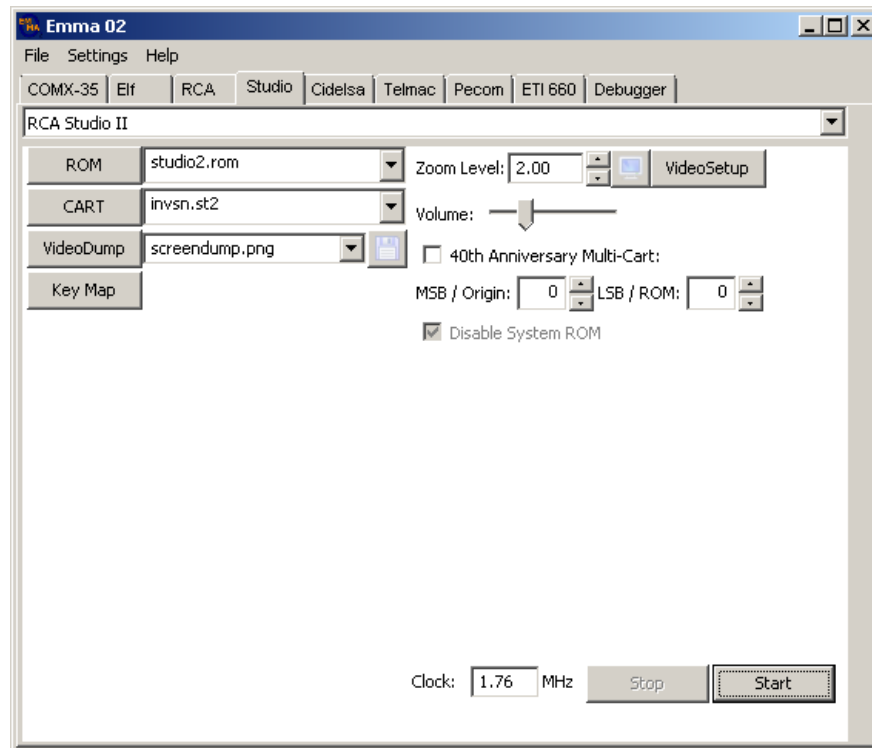 EM MA Emma 02
File Settings Help
COMX-35 Elf RCA Studio Cidelsa Telmac Pecom ETI 660 Debugger
RCA Studio II
ROM studio2.rom Zoom Level: 2.00 VideoSetup
CART invsn.st2 Volume:
VideoDump screendump.png 40th Anniversary Multi-Cart:
Key Map MSB / Origin: 0 LSB / ROM: 0
Disable System ROM
Clock: 1.76 MHz Stop Start